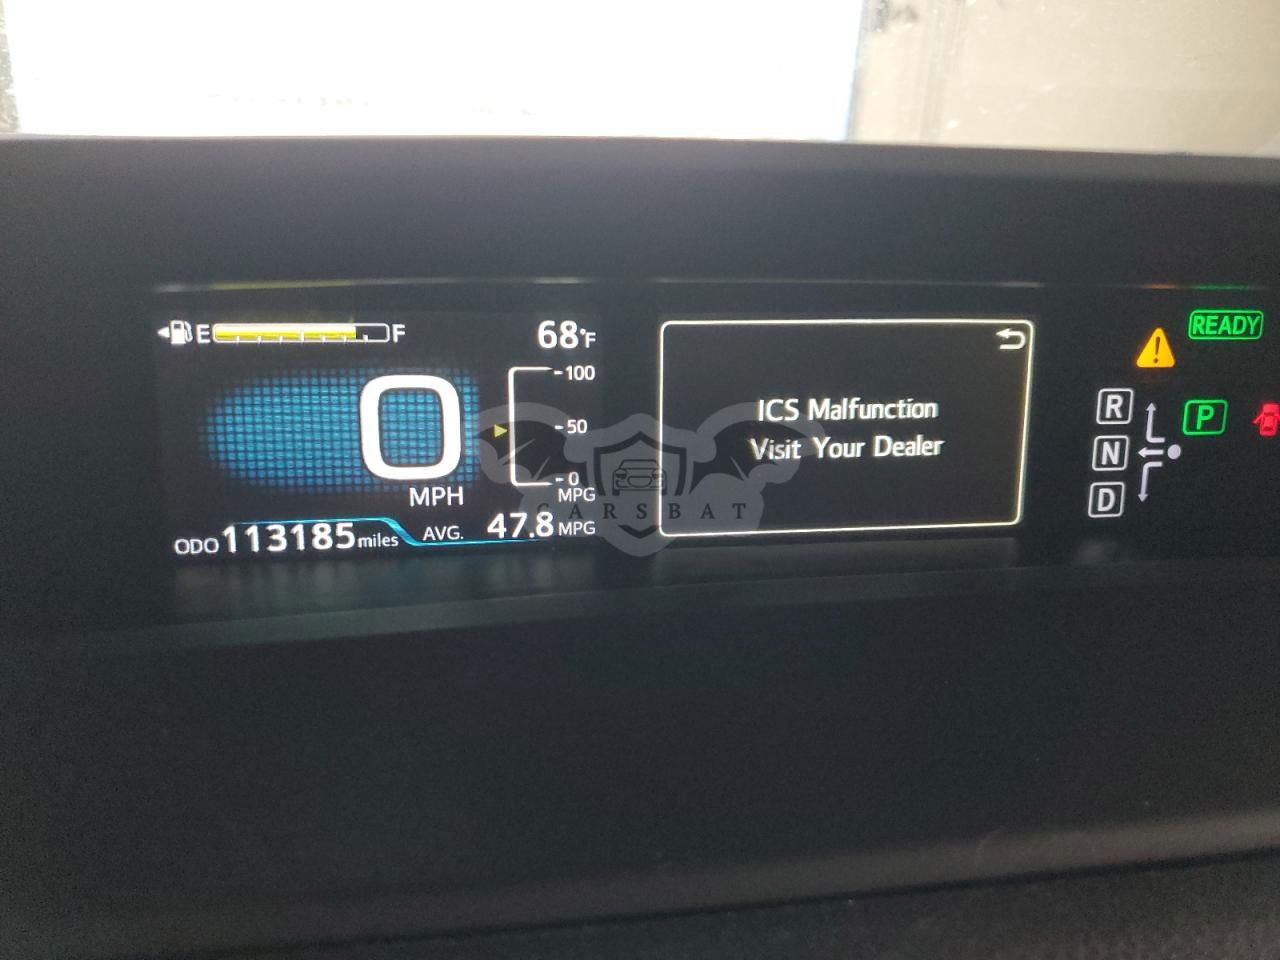 E F
68°F
100
50
0
MPG
0
MPH
ODO 113185 miles
AVG. 47.8 MPG
ICS Malfunction
Visit Your Dealer
READY
R
N
D
P
CARSBAT